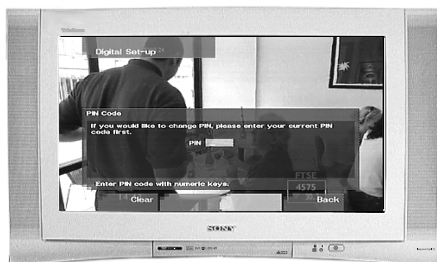 Digital Set-up
PIN Code
If you would like to change PIN, please enter your current PIN
code first.
PIN
Enter PIN code with numeric keys.
FTSE
4575
Clear
Back
SONY